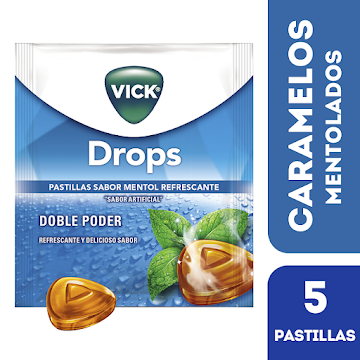 VICK®
Drops
PASTILLAS SABOR MENTOL REFRESCANTE
"SABOR ARTIFICIAL"
DOBLE PODER
REFRESCANTE Y DELICIOSO SABOR
CARAMELOS
MENTOLADOS
5
PASTILLAS